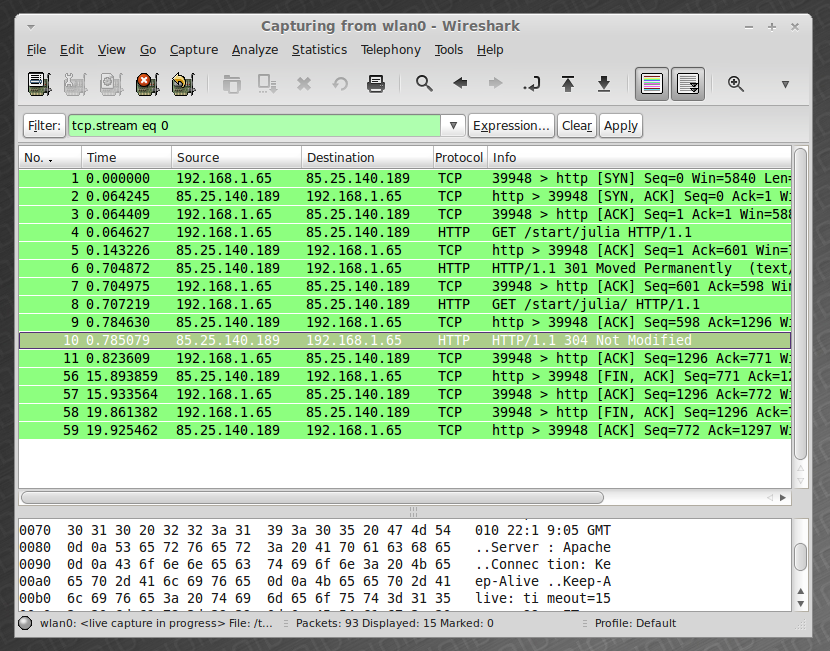 Capturing from wlan0 - Wireshark
File Edit View Go Capture Analyze Statistics Telephony Tools Help
Filter: tcp.stream eq 0 Expression... Clear Apply
No. Time Source Destination Protocol Info
1 0.000000 192.168.1.65 85.25.140.189 TCP 39948 > http [SYN] Seq=0 Win=5840 Len=
2 0.064245 85.25.140.189 192.168.1.65 TCP http > 39948 [SYN, ACK] Seq=0 Ack=1 Wi
3 0.064409 192.168.1.65 85.25.140.189 TCP 39948 > http [ACK] Seq=1 Ack=1 Win=588
4 0.064627 192.168.1.65 85.25.140.189 HTTP GET /start/julia HTTP/1.1
5 0.143226 85.25.140.189 192.168.1.65 TCP http > 39948 [ACK] Seq=1 Ack=601 Win=7
6 0.704872 85.25.140.189 192.168.1.65 HTTP HTTP/1.1 301 Moved Permanently (text/
7 0.704975 192.168.1.65 85.25.140.189 TCP 39948 > http [ACK] Seq=601 Ack=598 Win
8 0.707219 192.168.1.65 85.25.140.189 HTTP GET /start/julia/ HTTP/1.1
9 0.784630 85.25.140.189 192.168.1.65 TCP http > 39948 [ACK] Seq=598 Ack=1296 Wi
10 0.785079 85.25.140.189 192.168.1.65 HTTP HTTP/1.1 304 Not Modified
11 0.823609 192.168.1.65 85.25.140.189 TCP 39948 > http [ACK] Seq=1296 Ack=771 Wi
56 15.893859 85.25.140.189 192.168.1.65 TCP http > 39948 [FIN, ACK] Seq=771 Ack=12
57 15.933564 192.168.1.65 85.25.140.189 TCP 39948 > http [ACK] Seq=1296 Ack=772 Wi
58 19.861382 192.168.1.65 85.25.140.189 TCP 39948 > http [FIN, ACK] Seq=1296 Ack=7
59 19.925462 85.25.140.189 192.168.1.65 TCP http > 39948 [ACK] Seq=772 Ack=1297 Wi
0070 30 31 30 20 32 32 3a 31 39 3a 30 35 20 47 4d 54 010 22:1 9:05 GMT
0080 0d 0a 53 65 72 76 65 72 3a 20 41 70 61 63 68 65 ..Server : Apache
0090 0d 0a 43 6f 6e 6e 65 63 74 69 6f 6e 3a 20 4b 65 ..Connec tion: Ke
00a0 65 70 2d 41 6c 69 76 65 0d 0a 4b 65 65 70 2d 41 ep-Alive ..Keep-A
00b0 6c 69 76 65 3a 20 74 69 6d 65 6f 75 74 3d 31 35 live: ti meout=15
wlan0: <live capture in progress> File: /t... Packets: 93 Displayed: 15 Marked: 0 Profile: Default